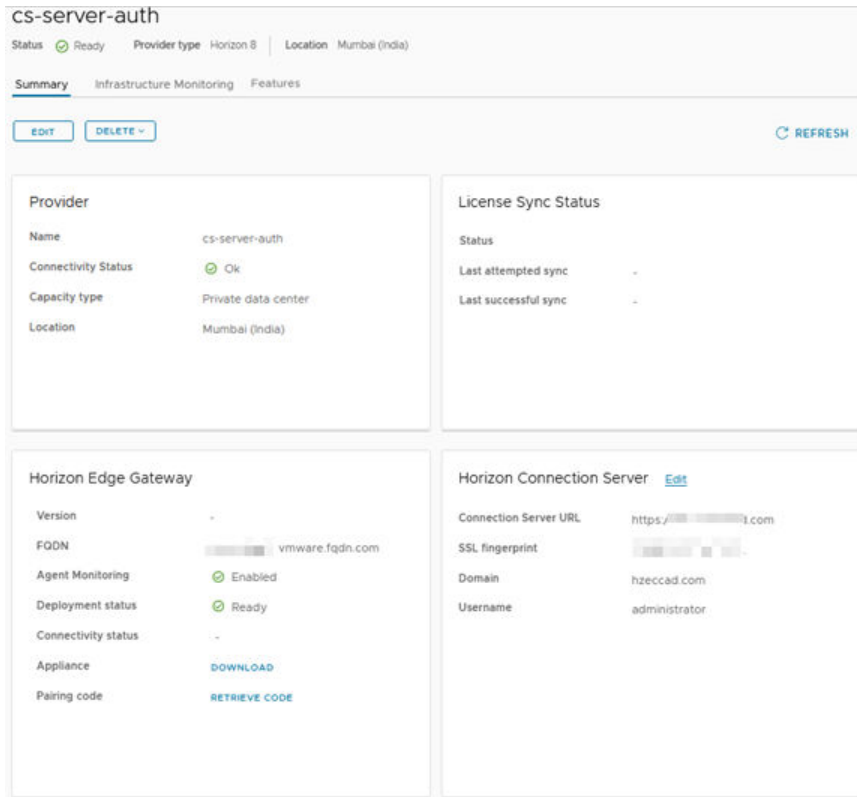 cs-server-auth
Status Ready Provider type Horizon 8 Location Mumbai (India)
Summary Infrastructure Monitoring Features
EDIT DELETE REFRESH
Provider
Name cs-server-auth
Connectivity Status Ok
Capacity type Private data center
Location Mumbai (India)
License Sync Status
Status
Last attempted sync -
Last successful sync -
Horizon Edge Gateway
Version -
FQDN vmware.fqdn.com
Agent Monitoring Enabled
Deployment status Ready
Connectivity status -
Appliance DOWNLOAD
Pairing code RETRIEVE CODE
Horizon Connection Server Edit
Connection Server URL https:/ .com
SSL fingerprint
Domain hzeccad.com
Username administrator